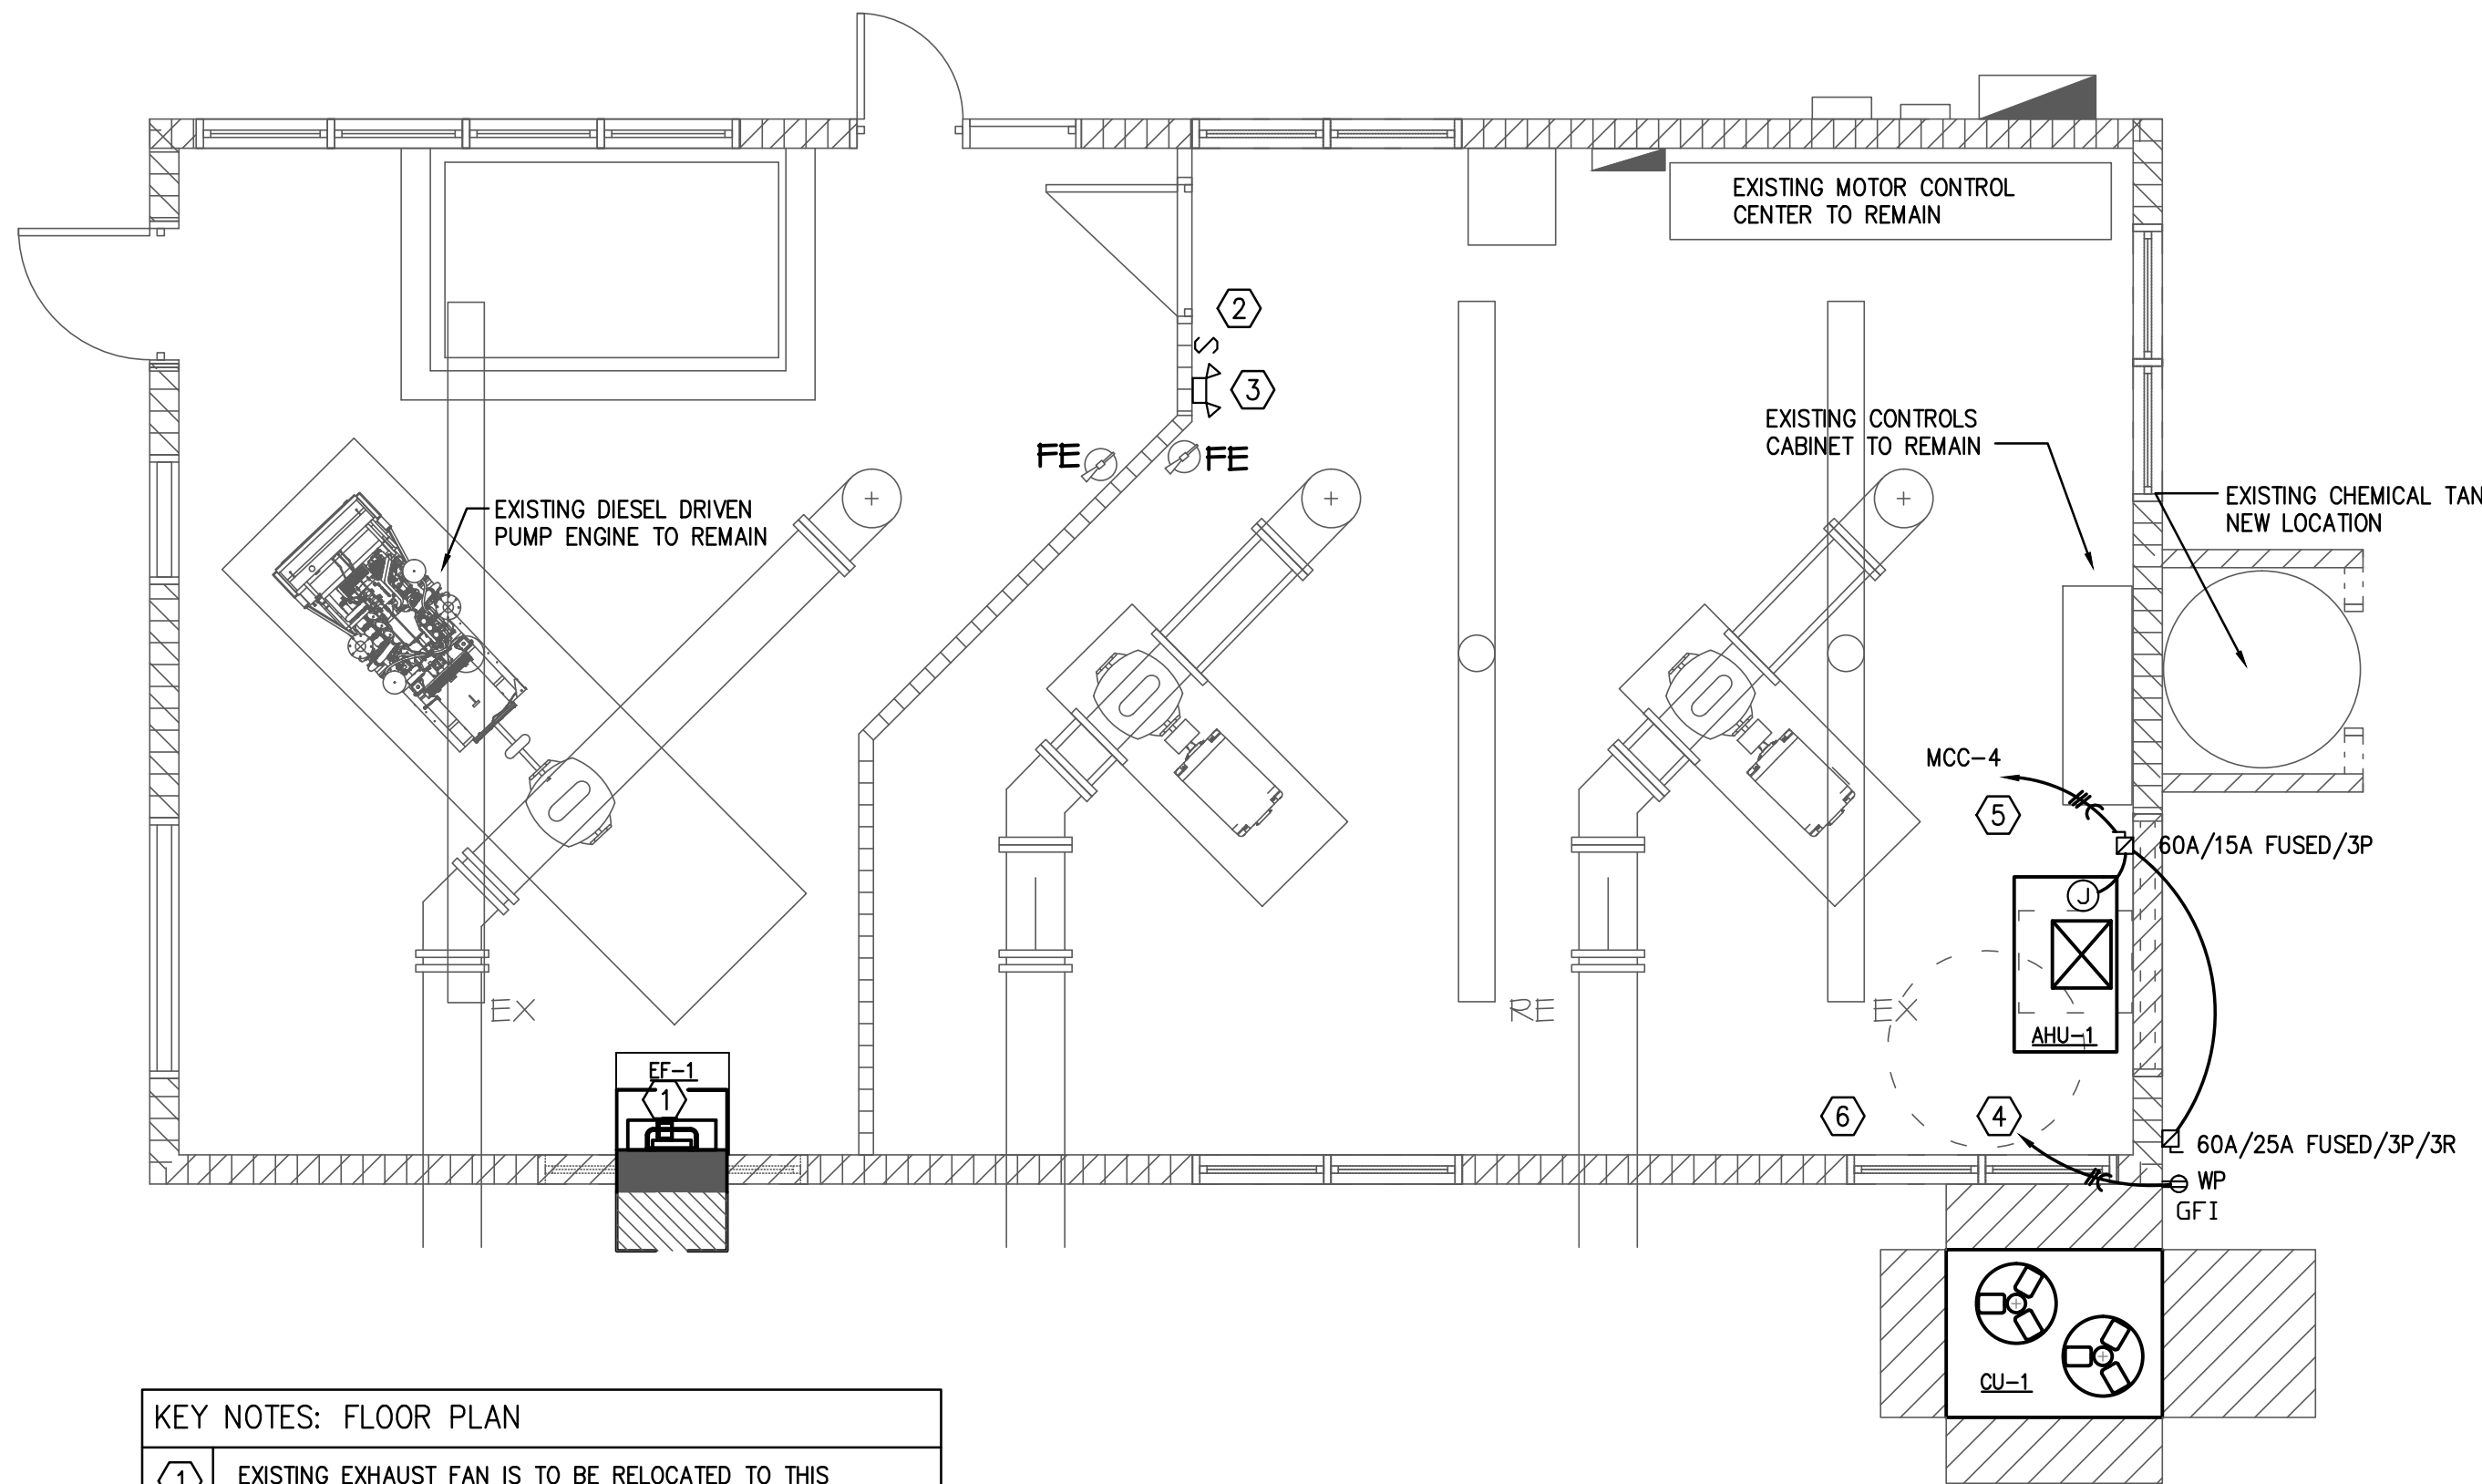 EXISTING MOTOR CONTROL
CENTER TO REMAIN
2
S
3
EXISTING CONTROLS
CABINET TO REMAIN
FE
FE
EXISTING DIESEL DRIVEN
PUMP ENGINE TO REMAIN
EXISTING CHEMICAL TAN
NEW LOCATION
MCC-4
5
60A/15A FUSED/3P
J
EX
RE
EX
AHU-1
EF-1
1
6
4
60A/25A FUSED/3P/3R
WP
GFI
CU-1
KEY NOTES: FLOOR PLAN
1 EXISTING EXHAUST FAN IS TO BE RELOCATED TO THIS